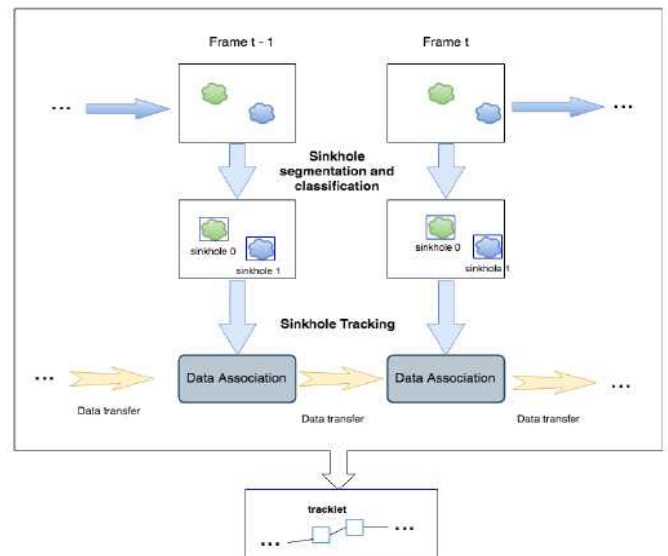 Frame t - 1
Frame t
...
...
Sinkhole
segmentation and
classification
sinkhole 0
sinkhole 1
sinkhole 0
sinkhole 1
Sinkhole Tracking
...
Data Association
Data Association
...
Data transfer
Data transfer
Data transfer
tracklet
...
...